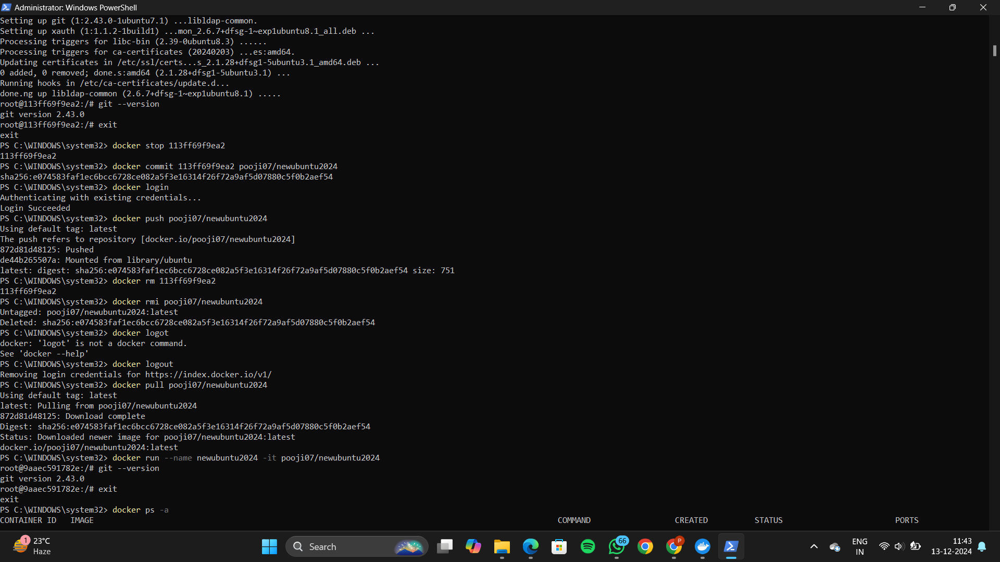 Administrator: Windows PowerShell
Setting up git (1:2.43.0-1ubuntu7.1) ...libldap-common.
Setting up xauth (1:1.1.2-1build1) ...mon_2.6.7+dfsg-1~exp1ubuntu8.1_all.deb ...
Processing triggers for libc-bin (2.39-0ubuntu8.3) ......
Processing triggers for ca-certificates (20240203) ...es:amd64.
Updating certificates in /etc/ssl/certs...s_2.1.28+dfsg1-5ubuntu3.1_amd64.deb ...
0 added, 0 removed; done.s:amd64 (2.1.28+dfsg1-5ubuntu3.1) ...
Running hooks in /etc/ca-certificates/update.d...
done.ng up libldap-common (2.6.7+dfsg-1~exp1ubuntu8.1) .....
root@113ff69f9ea2:/# git --version
git version 2.43.0
root@113ff69f9ea2:/# exit
exit
PS C:\WINDOWS\system32> docker stop 113ff69f9ea2
113ff69f9ea2
PS C:\WINDOWS\system32> docker commit 113ff69f9ea2 pooji07/newubuntu2024
sha256:e074583faf1ec6bcc6728ce082a5f3e16314f26f72a9af5d07880c5f0b2aef54
PS C:\WINDOWS\system32> docker login
Authenticating with existing credentials...
Login Succeeded
PS C:\WINDOWS\system32> docker push pooji07/newubuntu2024
Using default tag: latest
The push refers to repository [docker.io/pooji07/newubuntu2024]
872d81d48125: Pushed
de44b265507a: Mounted from library/ubuntu
latest: digest: sha256:e074583faf1ec6bcc6728ce082a5f3e16314f26f72a9af5d07880c5f0b2aef54 size: 751
PS C:\WINDOWS\system32> docker rm 113ff69f9ea2
113ff69f9ea2
PS C:\WINDOWS\system32> docker rmi pooji07/newubuntu2024
Untagged: pooji07/newubuntu2024:latest
Deleted: sha256:e074583faf1ec6bcc6728ce082a5f3e16314f26f72a9af5d07880c5f0b2aef54
PS C:\WINDOWS\system32> docker logot
docker: 'logot' is not a docker command.
See 'docker --help'
PS C:\WINDOWS\system32> docker logout
Removing login credentials for https://index.docker.io/v1/
PS C:\WINDOWS\system32> docker pull pooji07/newubuntu2024
Using default tag: latest
latest: Pulling from pooji07/newubuntu2024
872d81d48125: Download complete
Digest: sha256:e074583faf1ec6bcc6728ce082a5f3e16314f26f72a9af5d07880c5f0b2aef54
Status: Downloaded newer image for pooji07/newubuntu2024:latest
docker.io/pooji07/newubuntu2024:latest
PS C:\WINDOWS\system32> docker run --name newubuntu2024 -it pooji07/newubuntu2024
root@9aaec591782e:/# git --version
git version 2.43.0
root@9aaec591782e:/# exit
exit
PS C:\WINDOWS\system32> docker ps -a
CONTAINER ID IMAGE COMMAND CREATED STATUS PORTS
1
23°C
Haze
Search
66
P
ENG
IN
11:43
13-12-2024